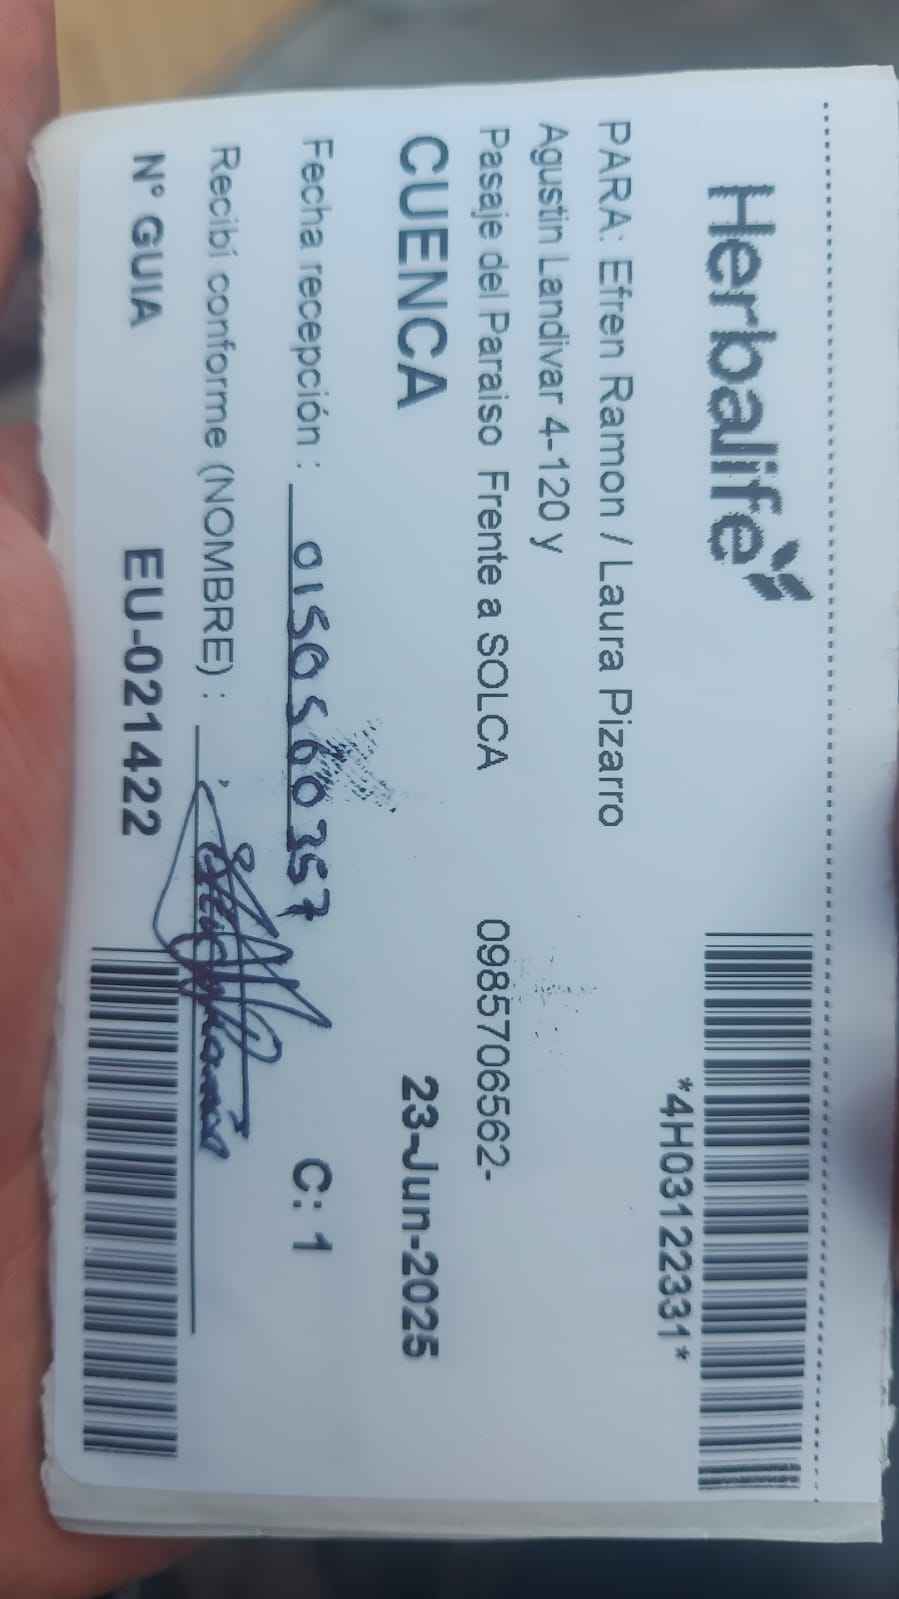 Herbalife
*4H03122331*
PARA: Efren Ramon / Laura Pizarro
Agustin Landivar 4-120 y
Pasaje del Paraiso Frente a SOLCA 0985706562-
CUENCA 23-Jun-2025
Fecha recepción : 0150560357 C: 1
Recibí conforme (NOMBRE) :
N° GUIA EU-021422